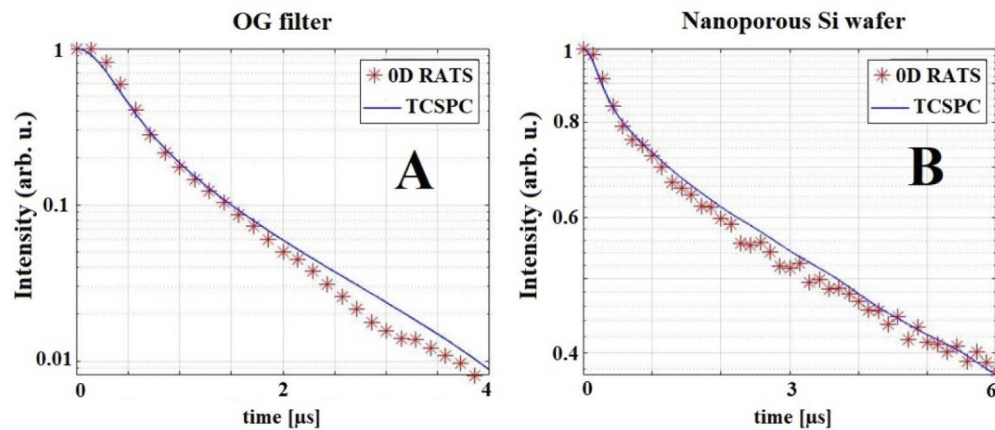 OG filter
Intensity (arb. u.)
1
0.1
0.01
0
2
4
time [µs]
0D RATS
TCSPC
A
Nanoporous Si wafer
Intensity (arb. u.)
1
0.8
0.6
0.4
0
3
6
time [µs]
0D RATS
TCSPC
B